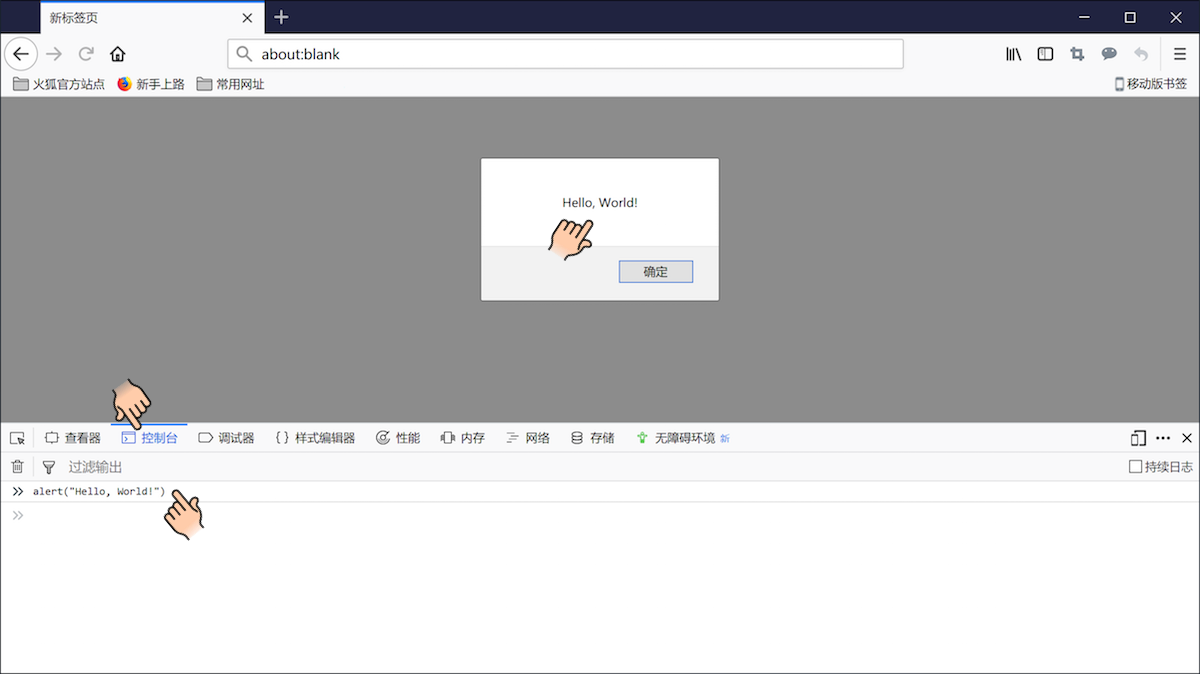 新标签页
about:blank
火狐官方站点 新手上路 常用网址 移动版书签
Hello, World!
确定
查看器 控制台 调试器 样式编辑器 性能 内存 网络 存储 无障碍环境 新
过滤输出 持续日志
alert("Hello, World!")